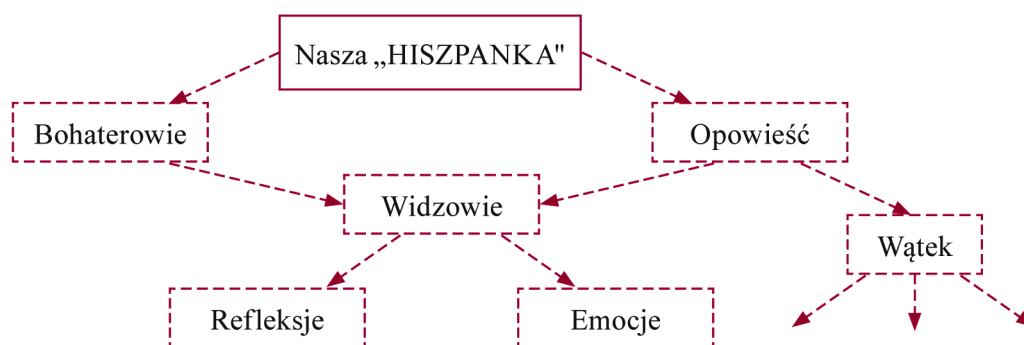 Nasza „HISZPANKA"
Bohaterowie
Opowieść
Widzowie
Wątek
Refleksje
Emocje